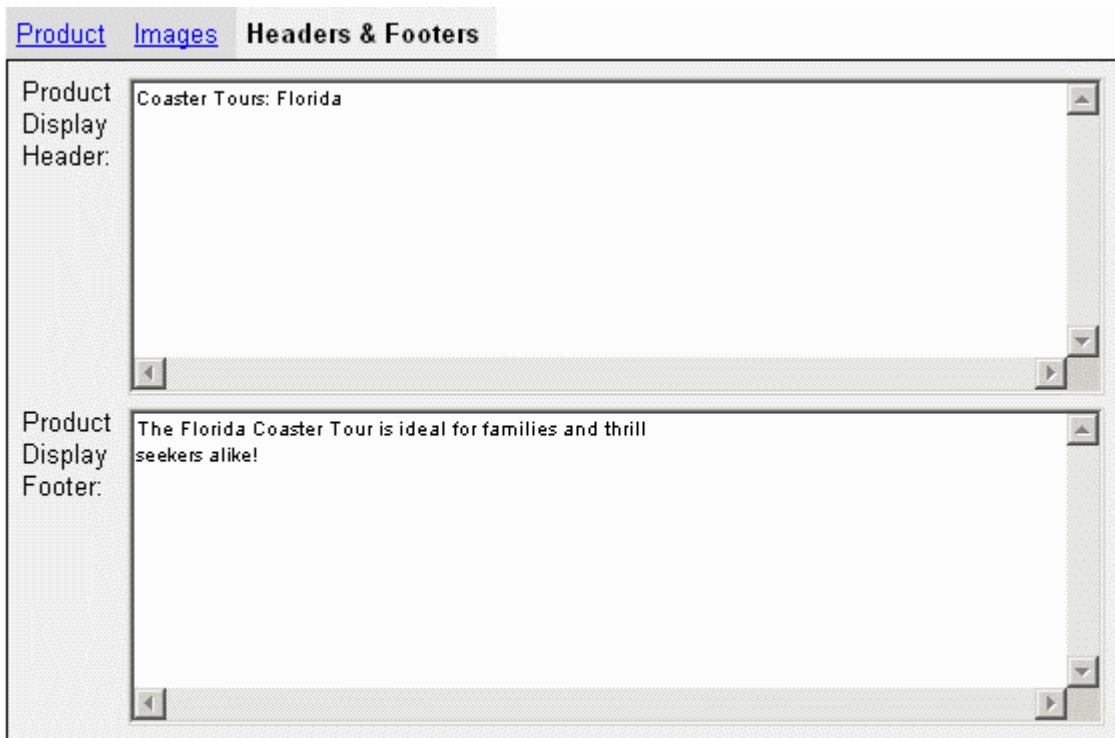 Product Images Headers & Footers
Product
Display
Header:
Coaster Tours: Florida
Product
Display
Footer:
The Florida Coaster Tour is ideal for families and thrill
seekers alike!